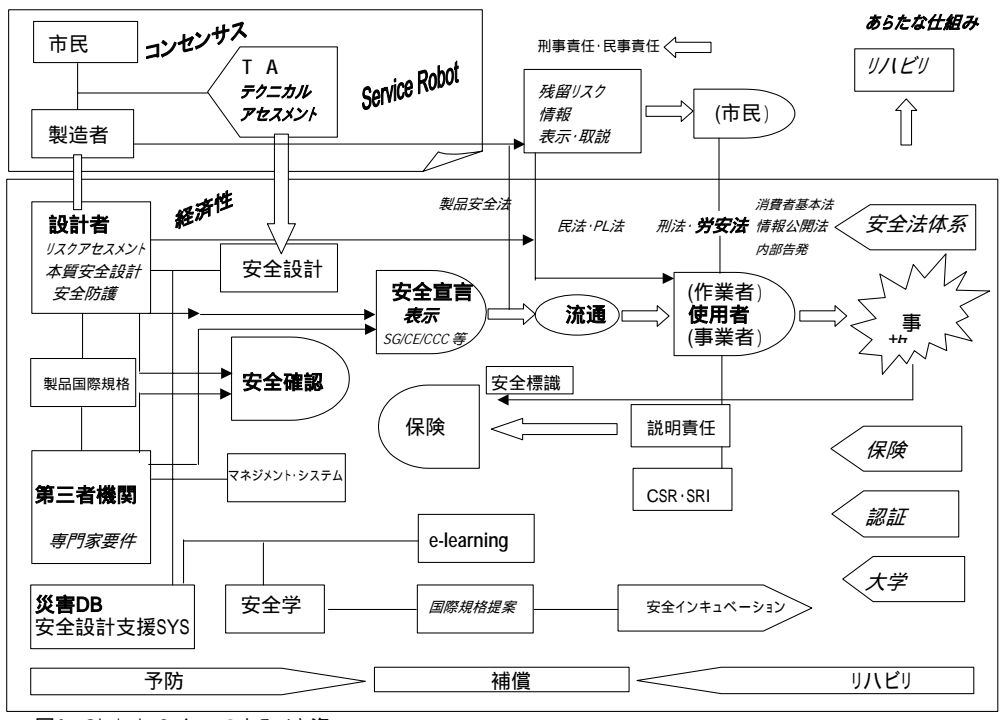 市民
コンセンサス
T A
テクニカル
アセスメント
Service Robot
製造者
刑事責任・民事責任
残留リスク
情報
表示・取説
(市民)
あらたな仕組み
リハビリ
設計者
リスクアセスメント
本質安全設計
安全防護
経済性
安全設計
製品安全法
民法・PL法
刑法・労安法
消費者基本法
情報公開法
内部告発
安全法体系
安全宣言
表示
SG/CE/CCC 等
流通
(作業者)
使用者
(事業者)
事
製品国際規格
安全確認
安全標識
保険
説明責任
保険
第三者機関
専門家要件
マネジメント・システム
CSR・SRI
認証
e-learning
大学
災害DB
安全設計支援SYS
安全学
国際規格提案
安全インキュベーション
予防
補償
リハビリ